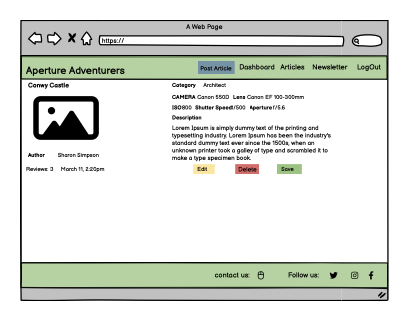 A Web Page
https://
Aperture Adventurers
Post Article Dashboard Articles Newsletter LogOut
Conwy Castle
Category Architect
CAMERA Canon 550D Lens Canon EF 100-300mm
ISO800 Shutter Speed1/500 Aperture f/5.6
Description
Lorem Ipsum is simply dummy text of the printing and
typesetting industry. Lorem Ipsum has been the industry's
standard dummy text ever since the 1500s, when an
unknown printer took a galley of type and scrambled it to
make a type specimen book.
Author Sharon Simpson
Reviews: 3 March 11, 2:20pm
Edit Delete Save
contact us: Follow us: